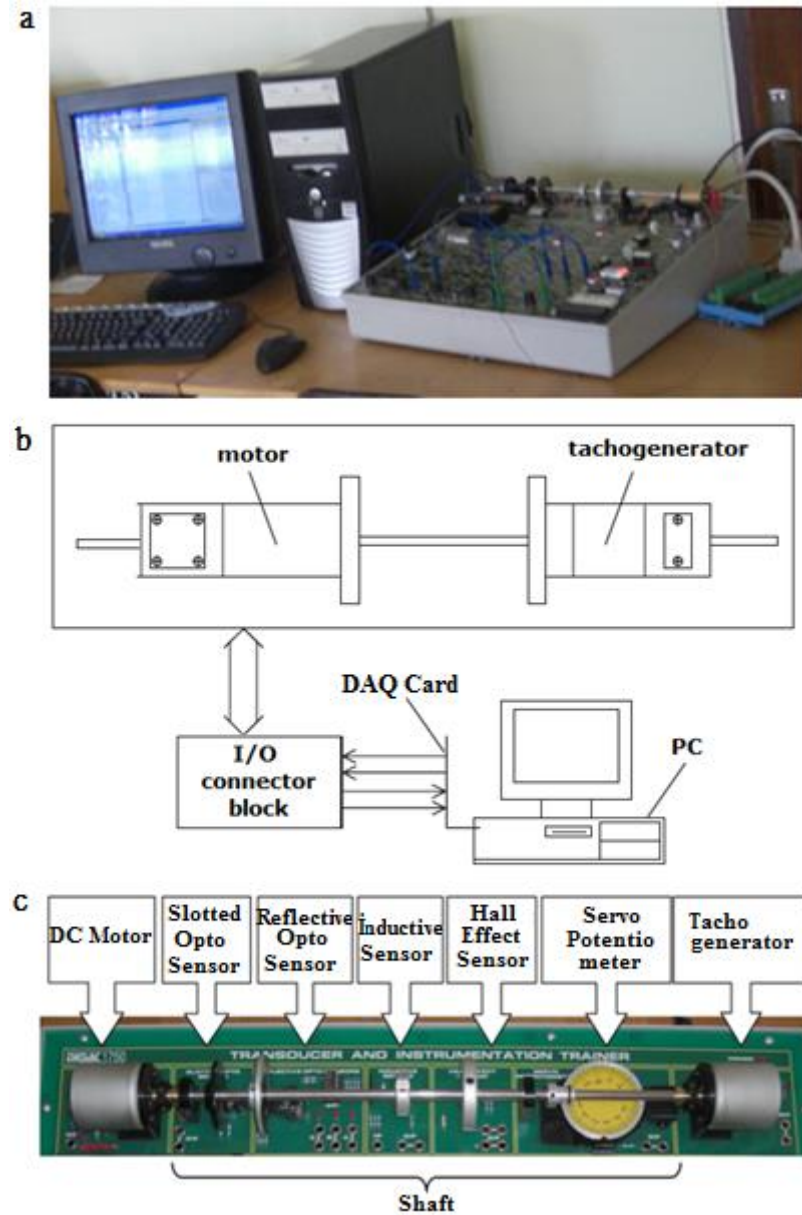 a
b
motor
tachogenerator
DAQ Card
I/O
connector
block
PC
c
DC Motor
Slotted
Opto
Sensor
Reflective
Opto
Sensor
Inductive
Sensor
Hall
Effect
Sensor
Servo
Potentio
meter
Tacho
generator
TRANSDUCER AND INSTRUMENTATION TRAINER
Shaft